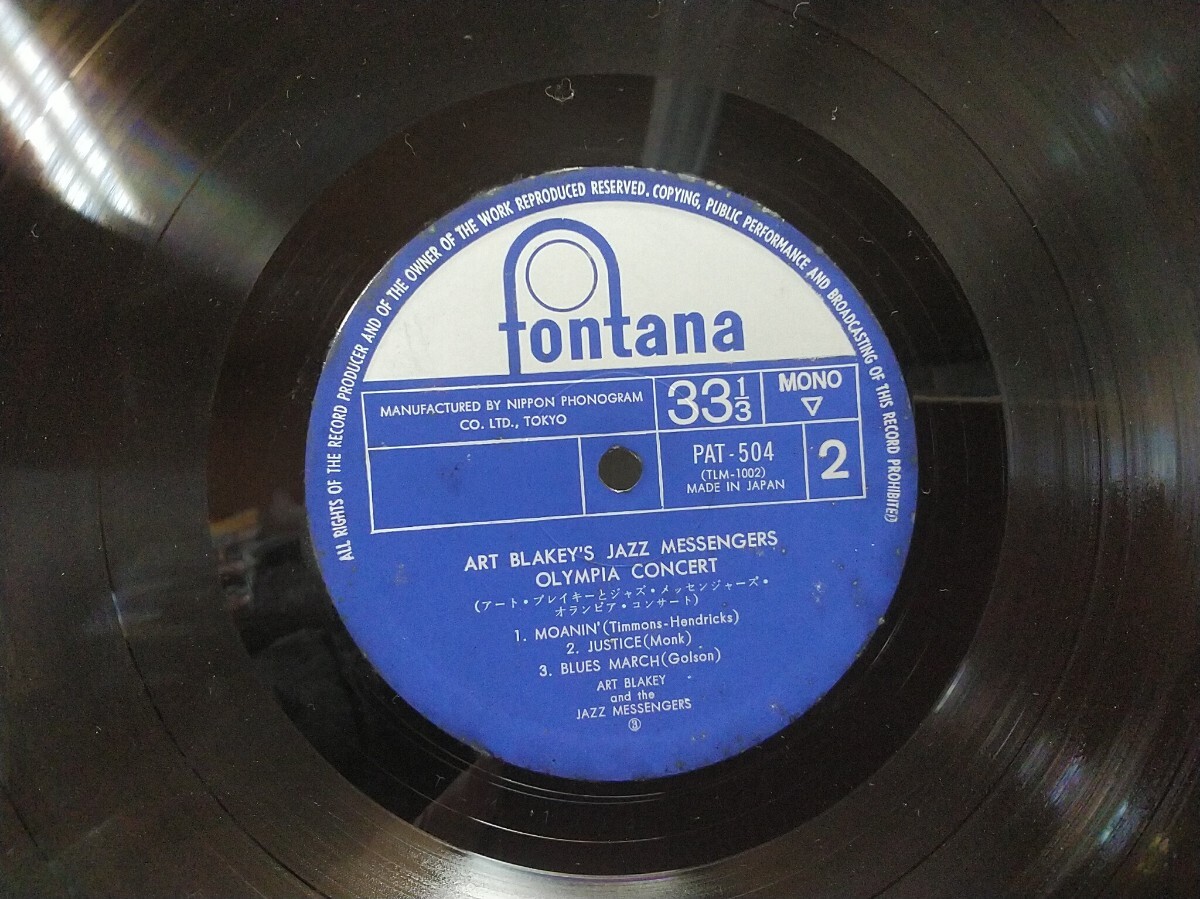 ALL RIGHTS OF THE RECORD PRODUCER AND OF THE OWNER OF THE WORK REPRODUCED RESERVED. COPYING, PUBLIC PERFORMANCE AND BROADCASTING OF THIS RECORD PROHIBITED
fontana
MANUFACTURED BY NIPPON PHONOGRAM
CO. LTD., TOKYO
33 1/3
MONO
▽
PAT-504
(TLM-1002)
MADE IN JAPAN
2
ART BLAKEY'S JAZZ MESSENGERS
OLYMPIA CONCERT
(アート・ブレイキーとジャズ・メッセンジャーズ・
オランピア・コンサート)
1. MOANIN'(Timmons-Hendricks)
2. JUSTICE(Monk)
3. BLUES MARCH(Golson)
ART BLAKEY
and the
JAZZ MESSENGERS